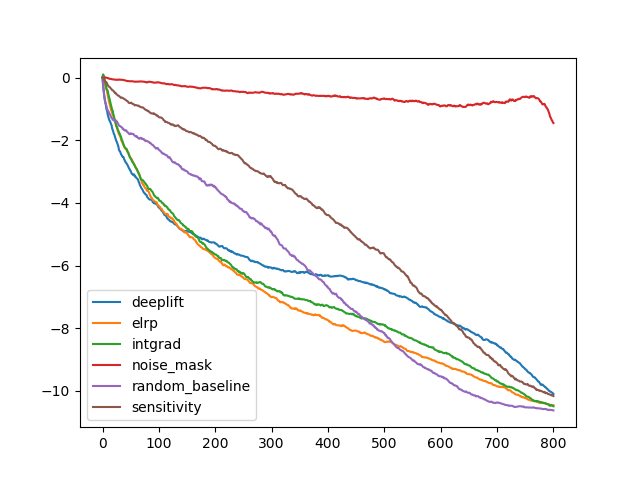 0
−2
−4
−6
−8
−10
deeplift
elrp
intgrad
noise_mask
random_baseline
sensitivity
0 100 200 300 400 500 600 700 800